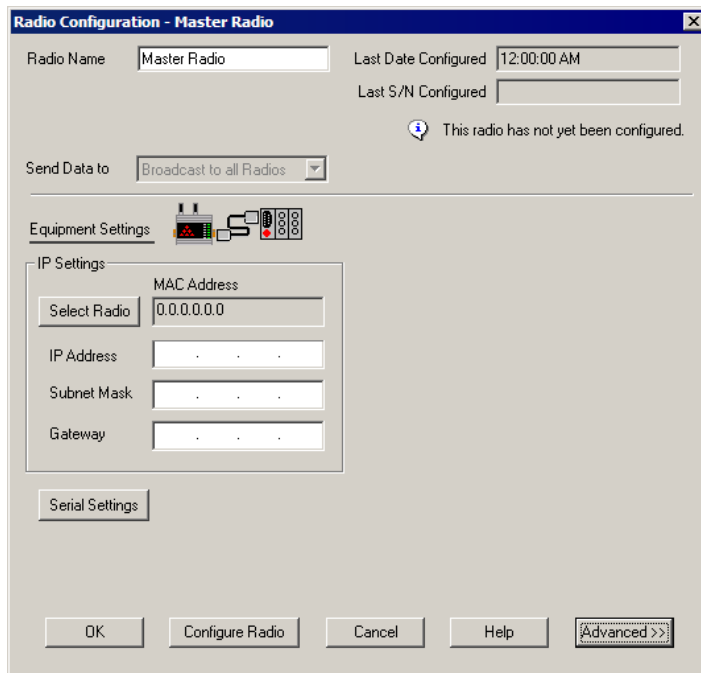 Radio Configuration - Master Radio
Radio Name Master Radio Last Date Configured 12:00:00 AM
Last S/N Configured
This radio has not yet been configured.
Send Data to Broadcast to all Radios
Equipment Settings
IP Settings
MAC Address
Select Radio 0.0.0.0.0.0
IP Address . . .
Subnet Mask . . .
Gateway . . .
Serial Settings
OK Configure Radio Cancel Help Advanced >>